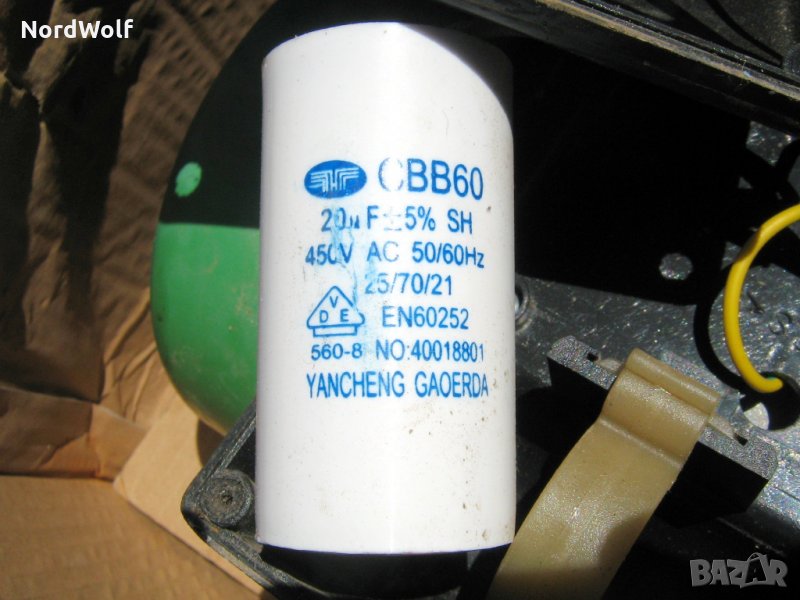 NordWolf
CBB60
20µF±5% SH
450V AC 50/60Hz
25/70/21
VDE
EN60252
560-8 NO:40018801
YANCHENG GAOERDA
BAZAR